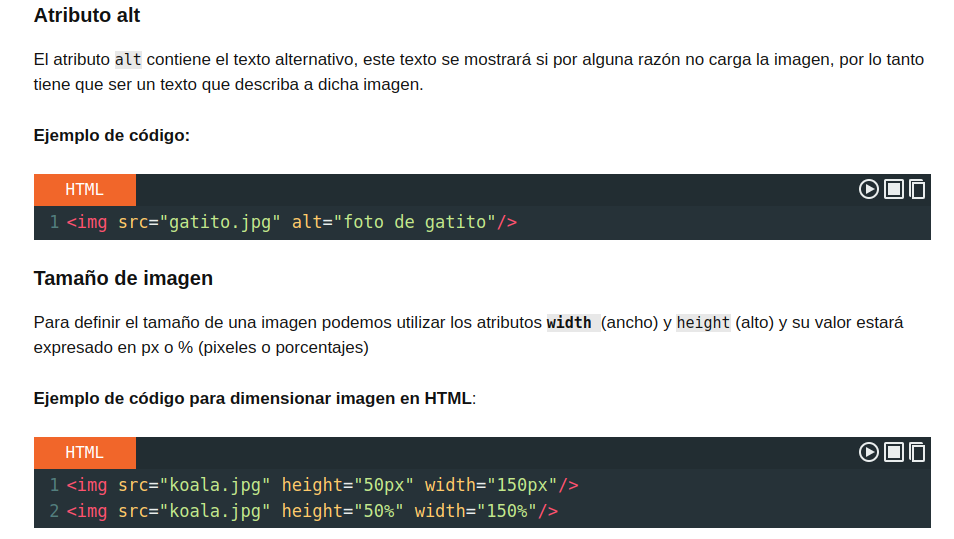 Atributo alt
El atributo alt contiene el texto alternativo, este texto se mostrará si por alguna razón no carga la imagen, por lo tanto
tiene que ser un texto que describa a dicha imagen.
Ejemplo de código:
HTML
1 <img src="gatito.jpg" alt="foto de gatito"/>
Tamaño de imagen
Para definir el tamaño de una imagen podemos utilizar los atributos width (ancho) y height (alto) y su valor estará
expresado en px o % (pixeles o porcentajes)
Ejemplo de código para dimensionar imagen en HTML:
HTML
1 <img src="koala.jpg" height="50px" width="150px"/>
2 <img src="koala.jpg" height="50%" width="150%"/>